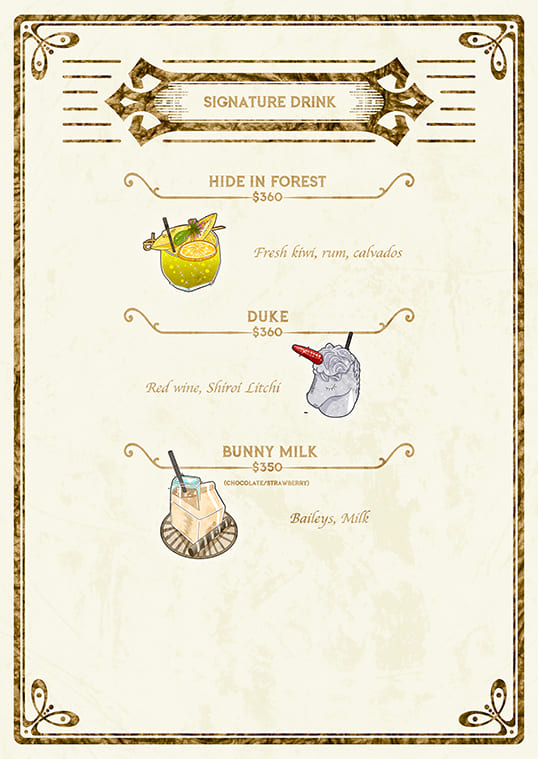 SIGNATURE DRINK
HIDE IN FOREST
$360
Fresh kiwi, rum, calvados
DUKE
$360
Red wine, Shiroi Litchi
BUNNY MILK
$350
(CHOCOLATE/STRAWBERRY)
Baileys, Milk